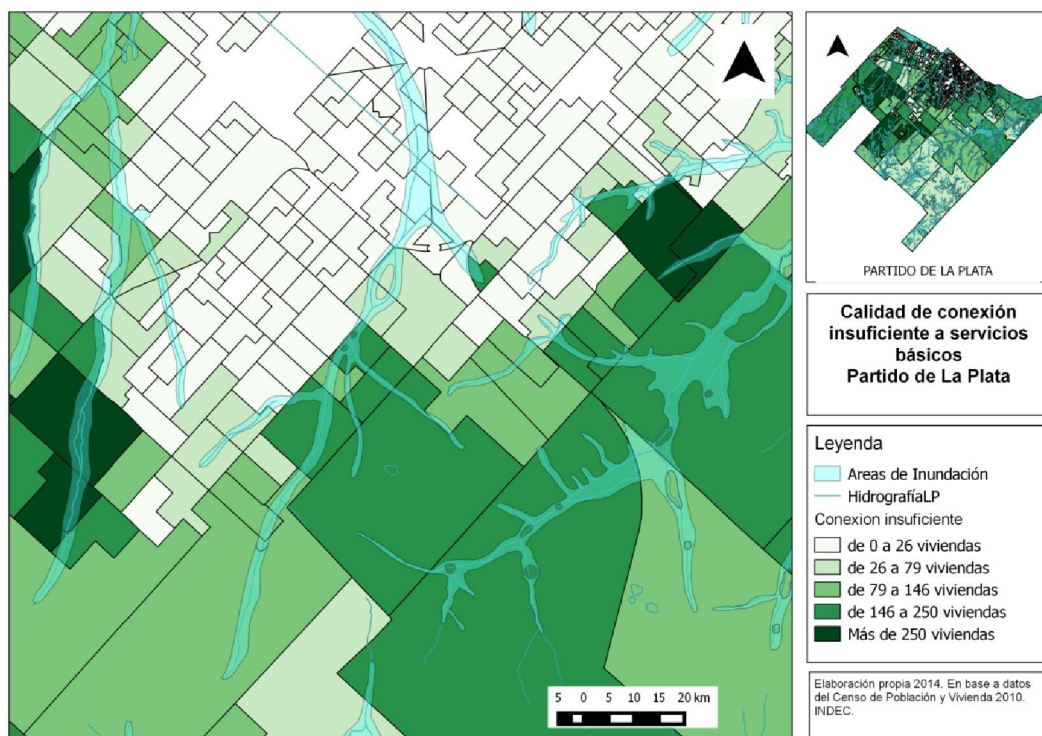 PARTIDO DE LA PLATA
Calidad de conexión
insuficiente a servicios
básicos
Partido de La Plata
Leyenda
Areas de Inundación
HidrografíaLP
Conexion insuficiente
de 0 a 26 viviendas
de 26 a 79 viviendas
de 79 a 146 viviendas
de 146 a 250 viviendas
Más de 250 viviendas
5 0 5 10 15 20 km
Elaboración propia 2014. En base a datos
del Censo de Población y Vivienda 2010.
INDEC.